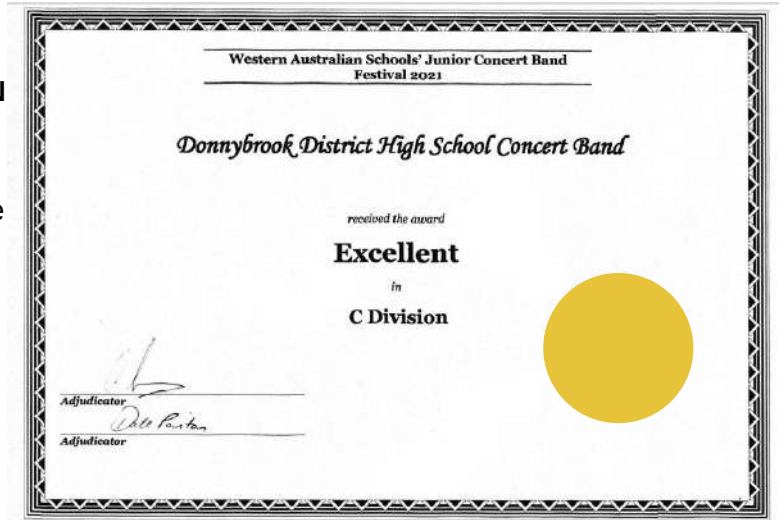 Western Australian Schools' Junior Concert Band
Festival 2021
Donnybrook District High School Concert Band
received the award
Excellent
in
C Division
Adjudicator
Adjudicator